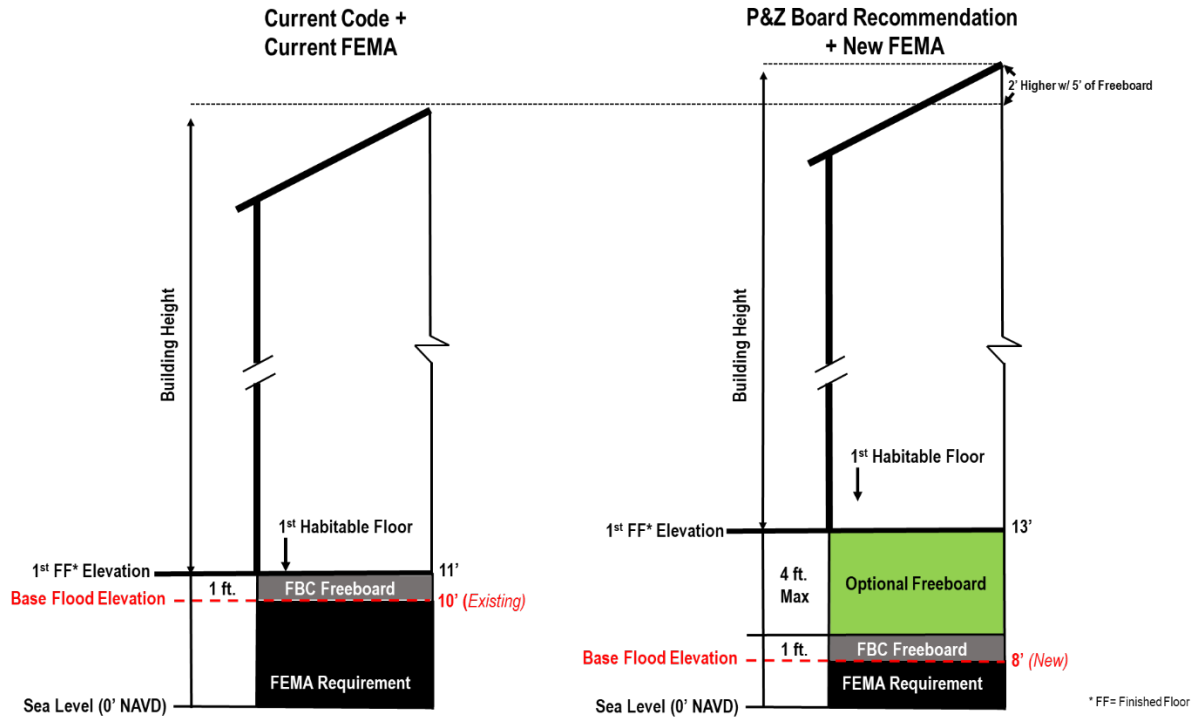 Current Code +
Current FEMA
Building Height
1st Habitable Floor
1st FF* Elevation
11'
1 ft.
FBC Freeboard
Base Flood Elevation
10' (Existing)
FEMA Requirement
Sea Level (0' NAVD)
P&Z Board Recommendation
+ New FEMA
2' Higher w/ 5' of Freeboard
Building Height
1st Habitable Floor
1st FF* Elevation
13'
4 ft.
Max
Optional Freeboard
1 ft.
FBC Freeboard
Base Flood Elevation
8' (New)
FEMA Requirement
Sea Level (0' NAVD)
* FF= Finished Floor